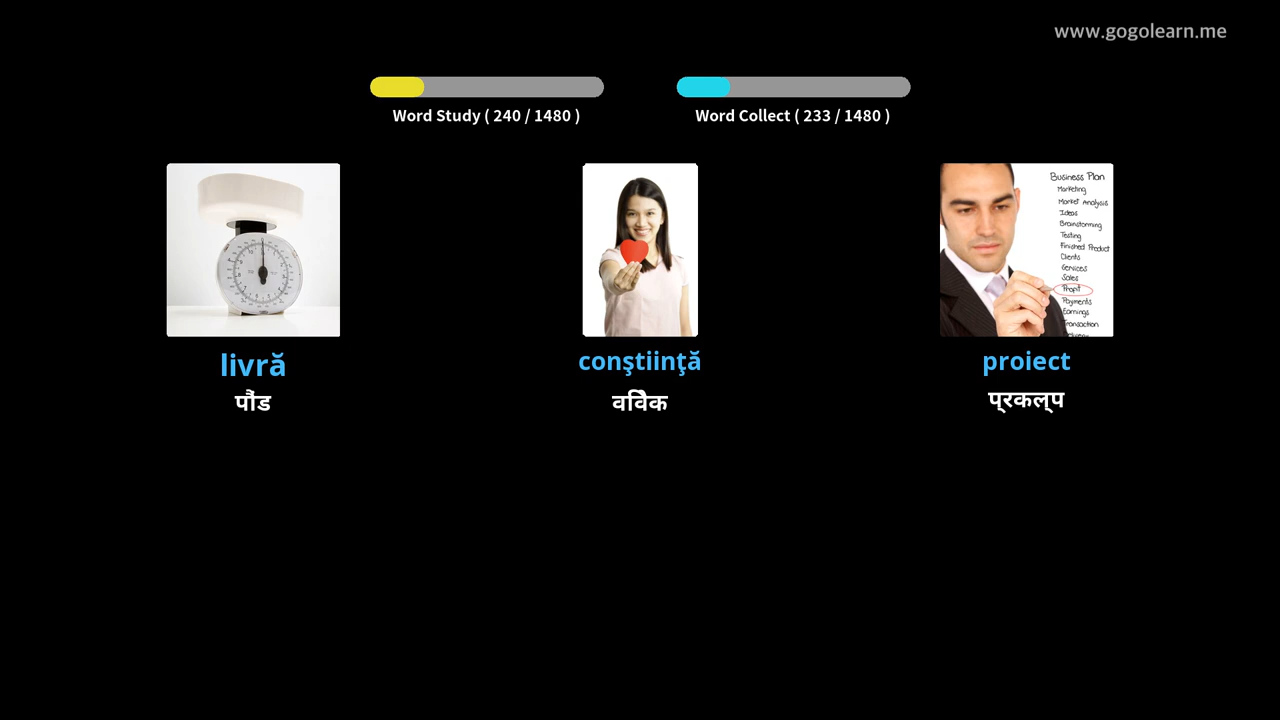 www.gogolearn.me
Word Study ( 240 / 1480 )
Word Collect ( 233 / 1480 )
Business Plan
Marketing
Market Analysis
Ideas
Brainstorming
Testing
Finished Product
Clients
Services
Sales
Profit
Payments
Earnings
Transaction
livră
conştiinţă
proiect
पौंड
विवेक
प्रकल्प